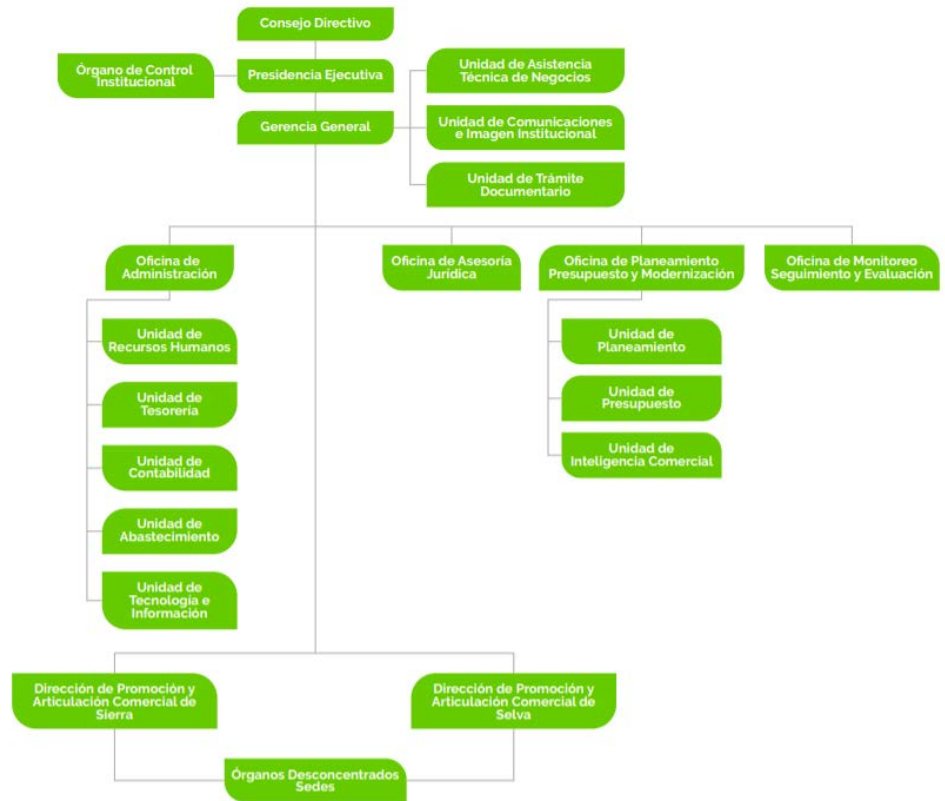 Consejo Directivo
Órgano de Control
Institucional
Presidencia Ejecutiva
Unidad de Asistencia
Técnica de Negocios
Gerencia General
Unidad de Comunicaciones
e Imagen Institucional
Unidad de Trámite
Documentario
Oficina de
Administración
Oficina de Asesoría
Jurídica
Oficina de Planeamiento
Presupuesto y Modernización
Oficina de Monitoreo
Seguimiento y Evaluación
Unidad de
Recursos Humanos
Unidad de
Tesorería
Unidad de
Contabilidad
Unidad de
Abastecimiento
Unidad de
Tecnología e
Información
Unidad de
Planeamiento
Unidad de
Presupuesto
Unidad de
Inteligencia Comercial
Dirección de Promoción y
Articulación Comercial de
Sierra
Dirección de Promoción y
Articulación Comercial de
Selva
Órganos Desconcentrados
Sedes